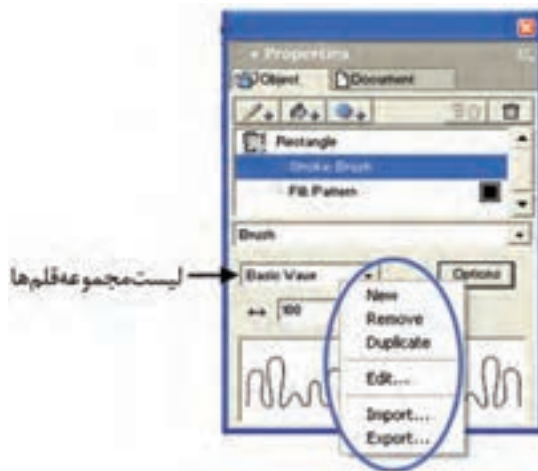 Properties
Object Document
Rectangle
Stroke: Brush
Fill: Pattern
Brush
لیست‌مجموعه‌قلم‌ها
Basic Wave Options
100
New
Remove
Duplicate
Edit...
Import...
Export...